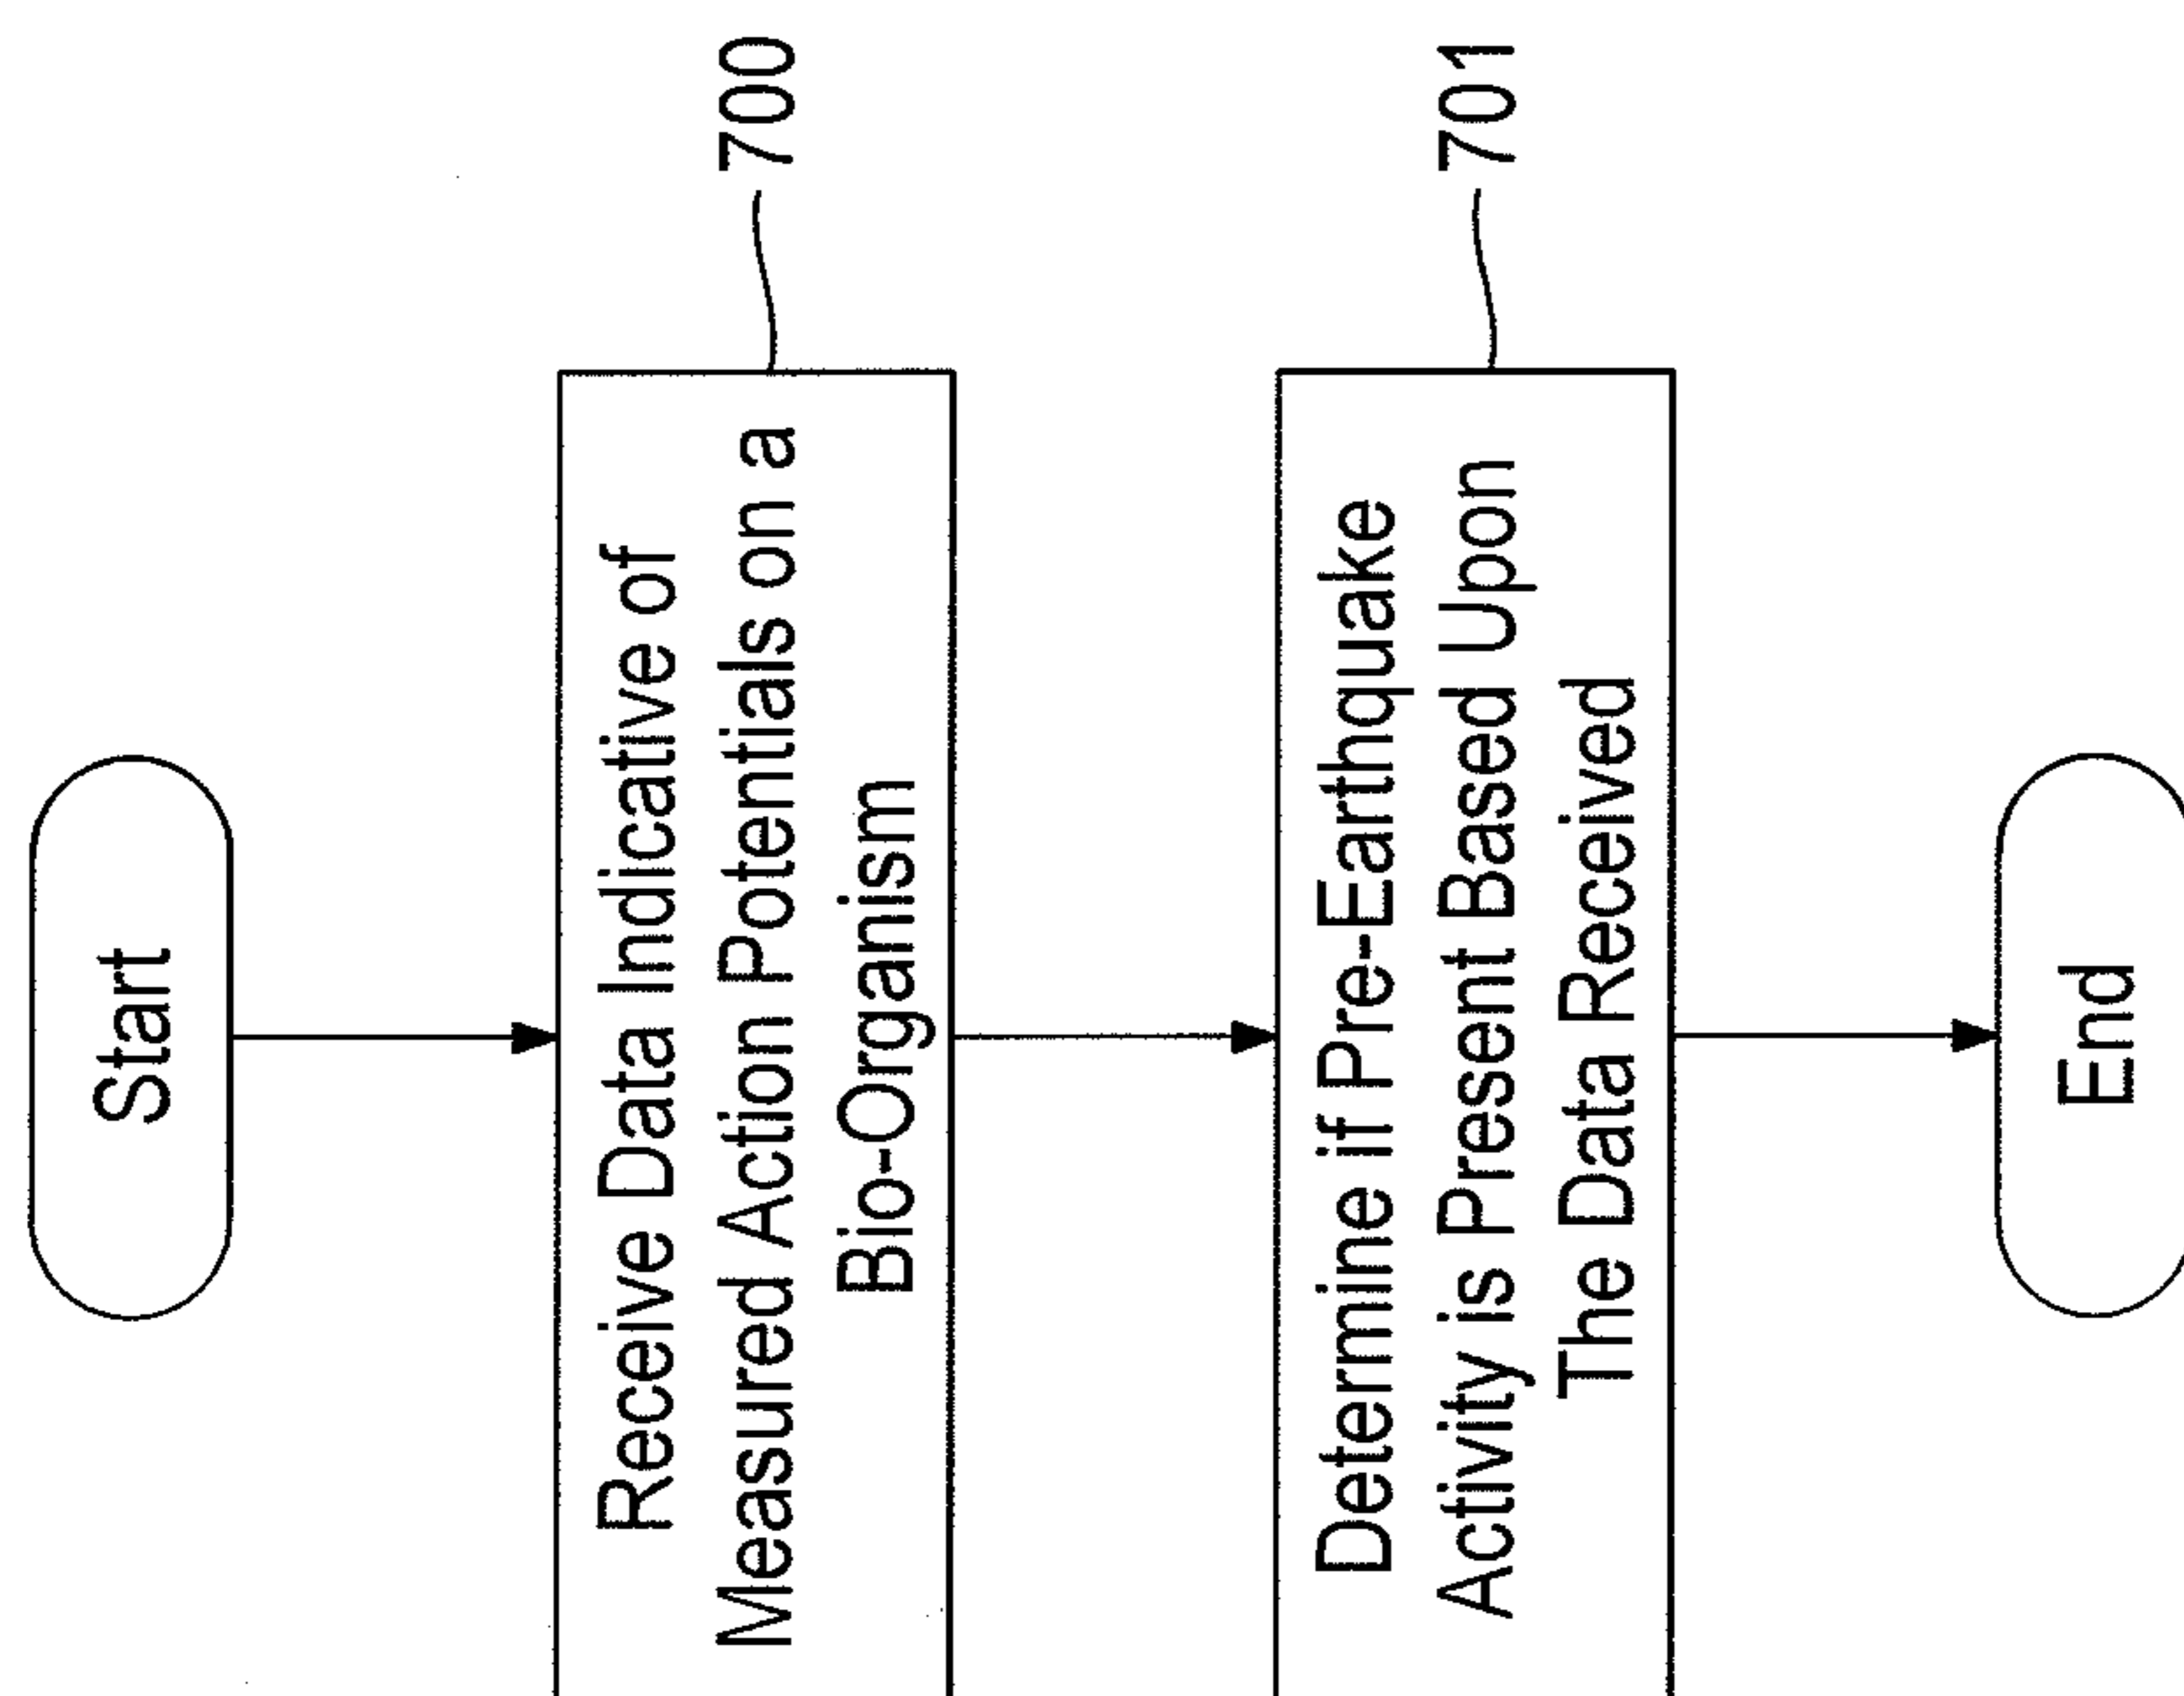 Start
Receive Data Indicative of
Measured Action Potentials on a
Bio-Organism
700
Determine if Pre-Earthquake
Activity is Present Based Upon
The Data Received
701
End